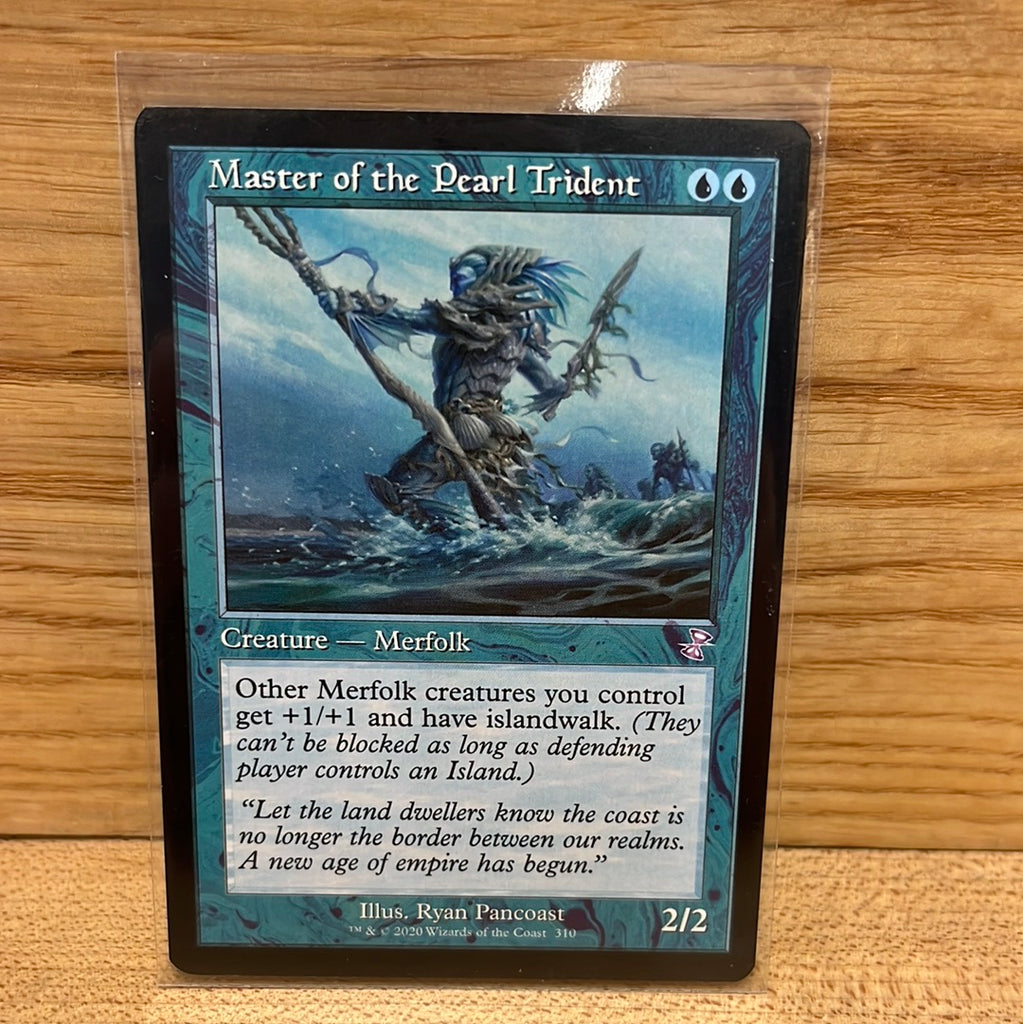 Master of the Pearl Trident
Creature — Merfolk
Other Merfolk creatures you control
get +1/+1 and have islandwalk. (They
can't be blocked as long as defending
player controls an Island.)
"Let the land dwellers know the coast is
no longer the border between our realms.
A new age of empire has begun."
Illus. Ryan Pancoast
™ & © 2020 Wizards of the Coast 310
2/2